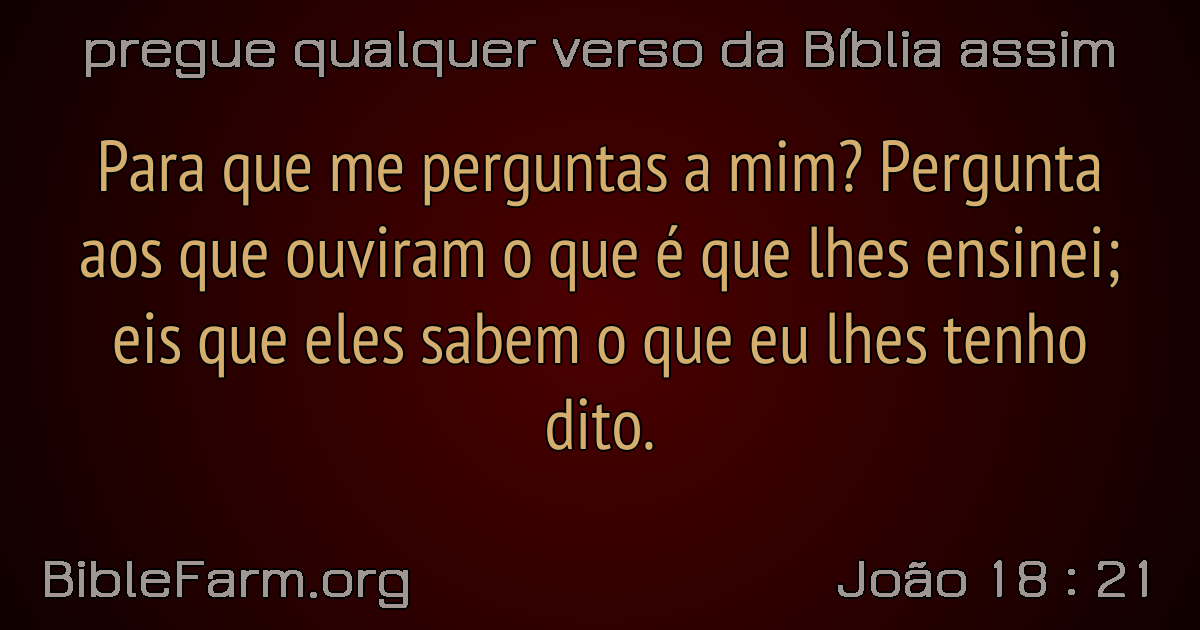 pregue qualquer verso da Bíblia assim
Para que me perguntas a mim? Pergunta
aos que ouviram o que é que lhes ensinei;
eis que eles sabem o que eu lhes tenho
dito.
BibleFarm.org
João 18 : 21